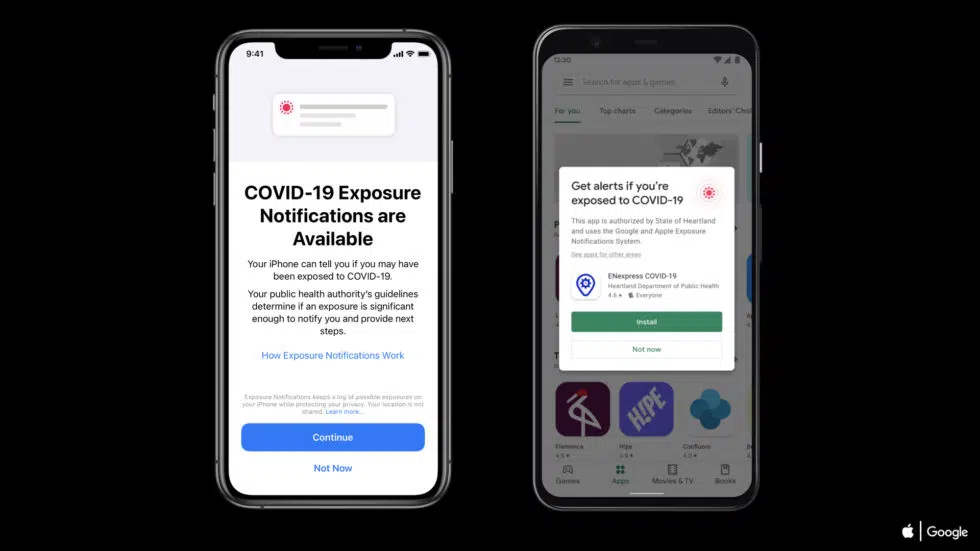 9:41
COVID-19 Exposure
Notifications are
Available
Your iPhone can tell you if you may have
been exposed to COVID-19.
Your public health authority's guidelines
determine if an exposure is significant
enough to notify you and provide next
steps.
How Exposure Notifications Work
Exposure Notifications keeps a log of possible exposures on
your iPhone while protecting your privacy. Your location is not
shared. Learn more...
Continue
Not Now
12:30
Search for apps & games
For you Top charts Categories Editors' Choi
Get alerts if you're
exposed to COVID-19
This app is authorized by State of Heartland
and uses the Google and Apple Exposure
Notifications System.
See apps for other areas
ENexpress COVID-19
Heartland Department of Public Health
4.6 ★ Everyone
Install
Not now
H!PE
Flamenca Hipe Confluore
4.5 ★ 3.9 ★ 4.0 ★
Games Apps Movies & TV Books
Google